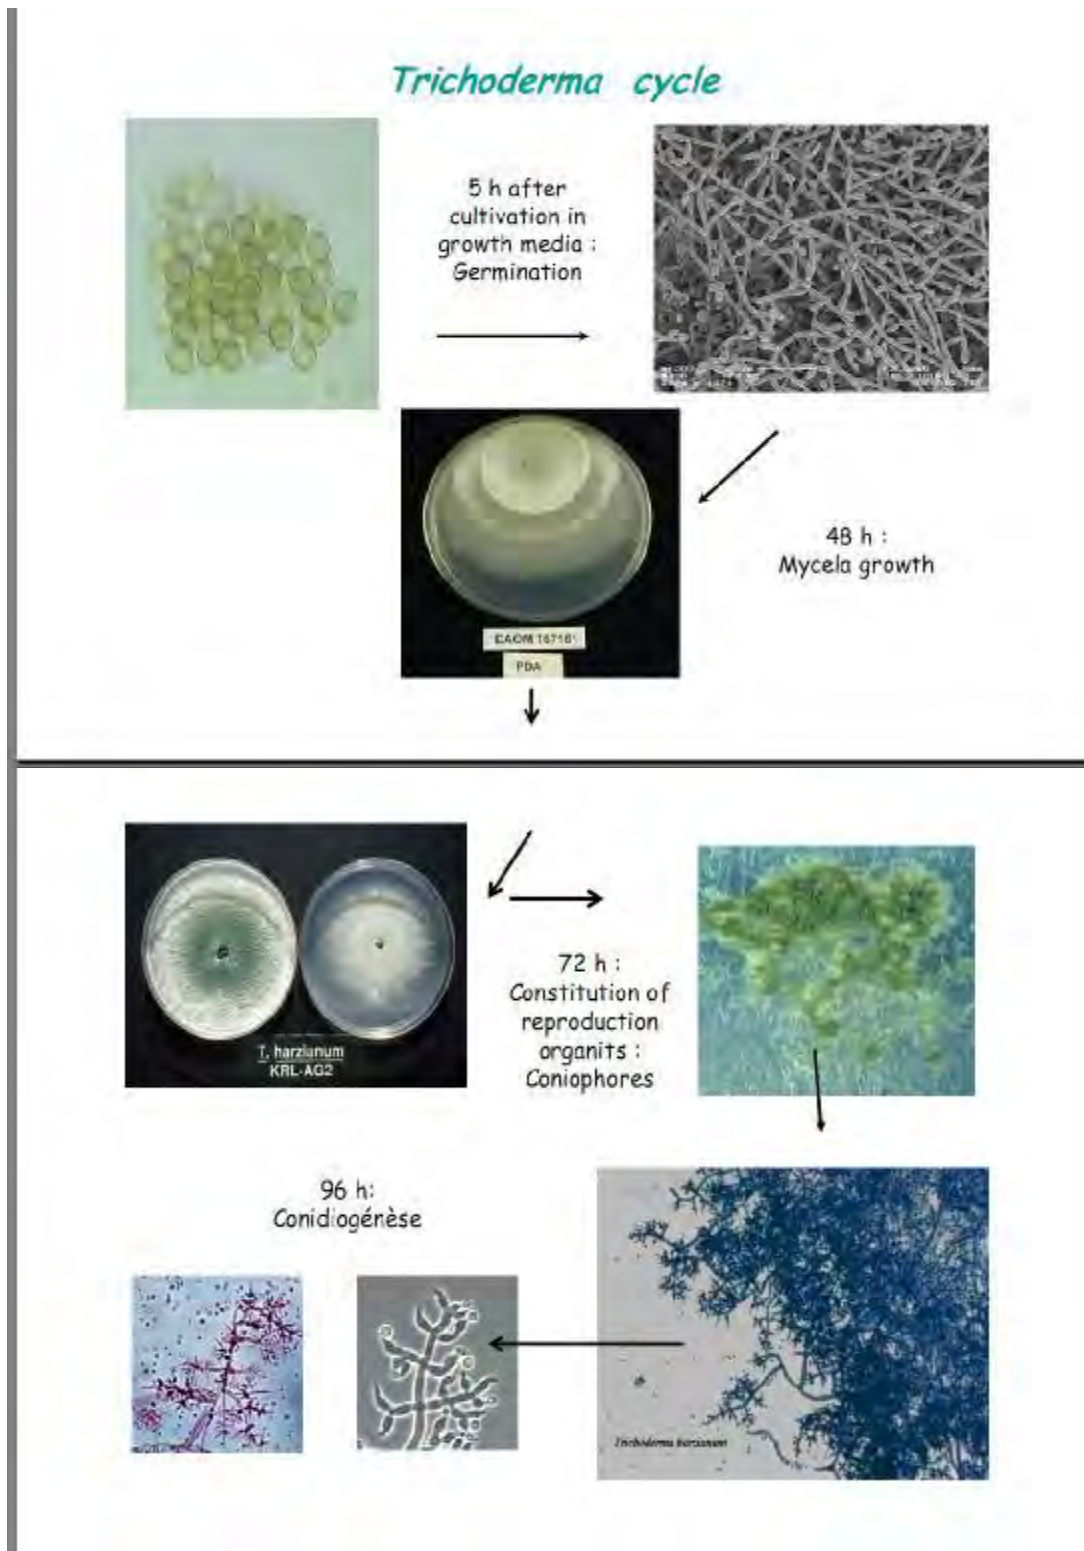 Trichoderma cycle
5 h after
cultivation in
growth media :
Germination
48 h :
Mycela growth
DAOM 167161
PDA
72 h :
Constitution of
reproduction
organits :
Coniophores
T. harzianum
KRL-AG2
96 h:
Conidiogénèse
Trichoderma harzianum